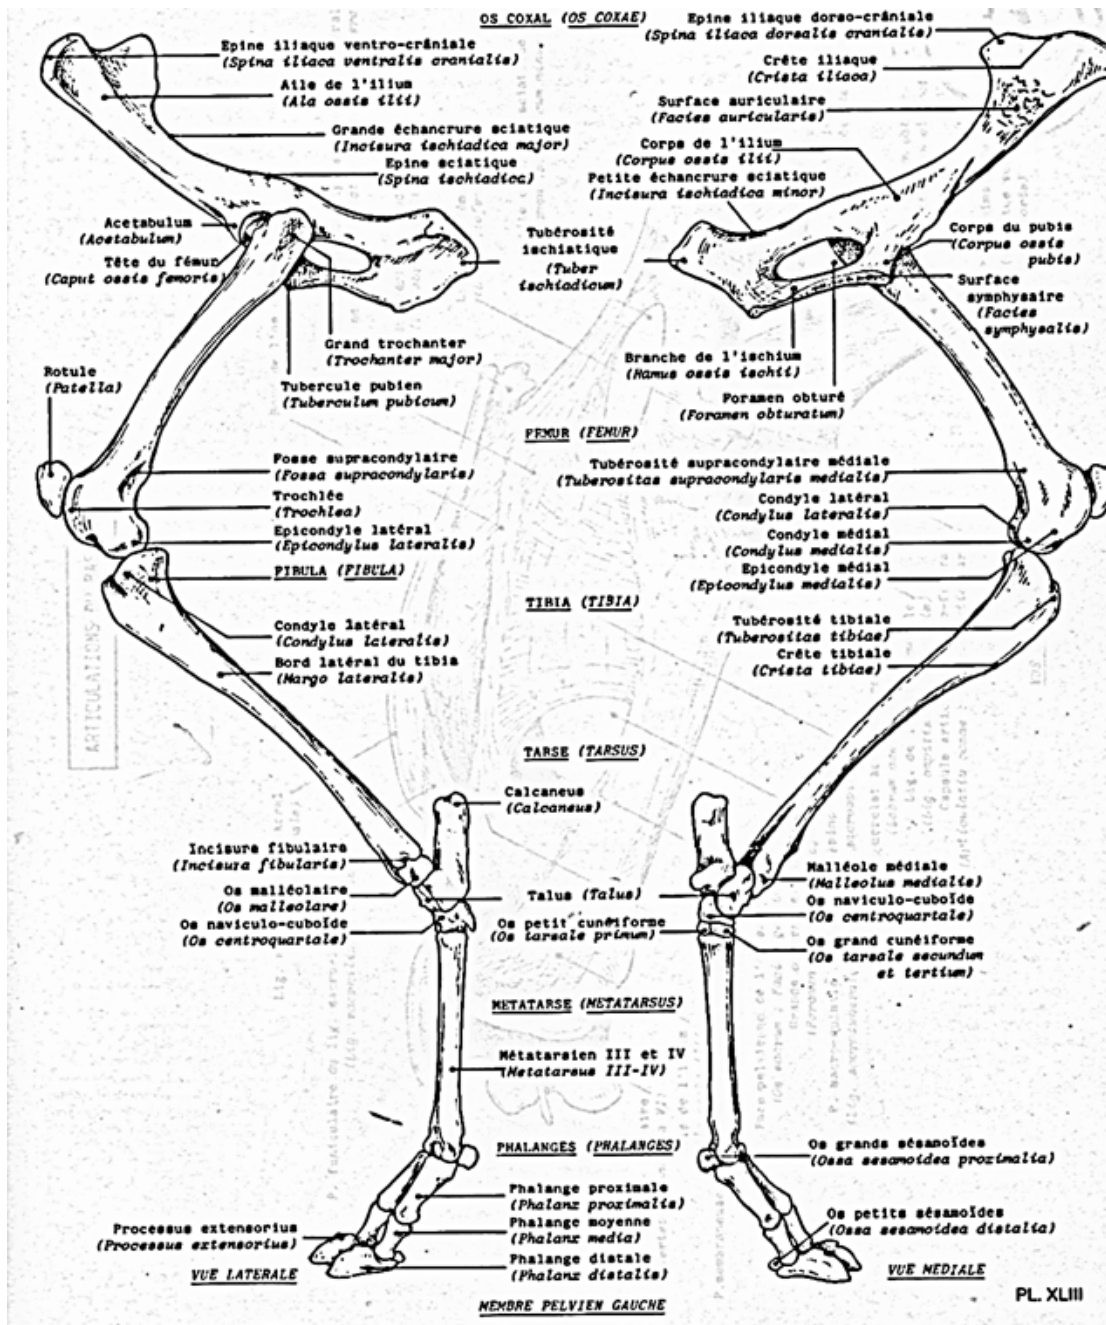 OS COXAL (OS COXAE)
Epine iliaque ventro-crâniale
(Spina iliaca ventralis cranialis)
Aile de l'ilium
(Ala ossis ilii)
Grande échancrure sciatique
(Incisura ischiadica major)
Epine sciatique
(Spina ischiadica)
Acetabulum
(Acetabulum)
Tête du fémur
(Caput ossis femoris)
Grand trochanter
(Trochanter major)
Tubercule pubien
(Tuberculum pubicum)
Rotule
(Patella)
Epine iliaque dorso-crâniale
(Spina iliaca dorsalis cranialis)
Crête iliaque
(Crista iliaca)
Surface auriculaire
(Facies auricularis)
Corps de l'ilium
(Corpus ossis ilii)
Petite échancrure sciatique
(Incisura ischiadica minor)
Tubérosité
ischiatique
(Tuber
ischiadicum)
Corps du pubis
(Corpus ossis
pubis)
Surface
symphysaire
(Facies
symphysalis)
Branche de l'ischium
(Ramus ossis ischii)
Foramen obturé
(Foramen obturatum)
FEMUR (FEMUR)
Fosse supracondylaire
(Fossa supracondylaris)
Trochlée
(Trochlea)
Epicondyle latéral
(Epicondylus lateralis)
FIBULA (FIBULA)
Tubérosité supracondylaire médiale
(Tuberositas supracondylaris medialis)
Condyle latéral
(Condylus lateralis)
Condyle médial
(Condylus medialis)
Epicondyle médial
(Epicondylus medialis)
TIBIA (TIBIA)
Condyle latéral
(Condylus lateralis)
Bord latéral du tibia
(Margo lateralis)
Tubérosité tibiale
(Tuberositas tibiae)
Crête tibiale
(Crista tibiae)
ARTICULATIONS DU
TARSE (TARSUS)
Calcaneus
(Calcaneus)
Incisure fibulaire
(Incisura fibularis)
Os malléolaire
(Os malleolare)
Os naviculo-cuboïde
(Os centroquartale)
Talus (Talus)
Os petit cunéiforme
(Os tarsale primum)
Malléole médiale
(Malleolus medialis)
Os naviculo-cuboïde
(Os centroquartale)
Os grand cunéiforme
(Os tarsale secundum
et tertium)
METATARSE (METATARSUS)
Métatarsien III et IV
(Metatarsus III-IV)
PHALANGES (PHALANGES)
Phalange proximale
(Phalanx proximalis)
Phalange moyenne
(Phalanx media)
Phalange distale
(Phalanx distalis)
Processus extensorius
(Processus extensorius)
Os grands sésamoïdes
(Ossa sesamoidea proximalia)
Os petits sésamoïdes
(Ossa sesamoidea distalia)
VUE LATERALE
VUE MEDIALE
MEMBRE PELVIEN GAUCHE
PL. XLIII